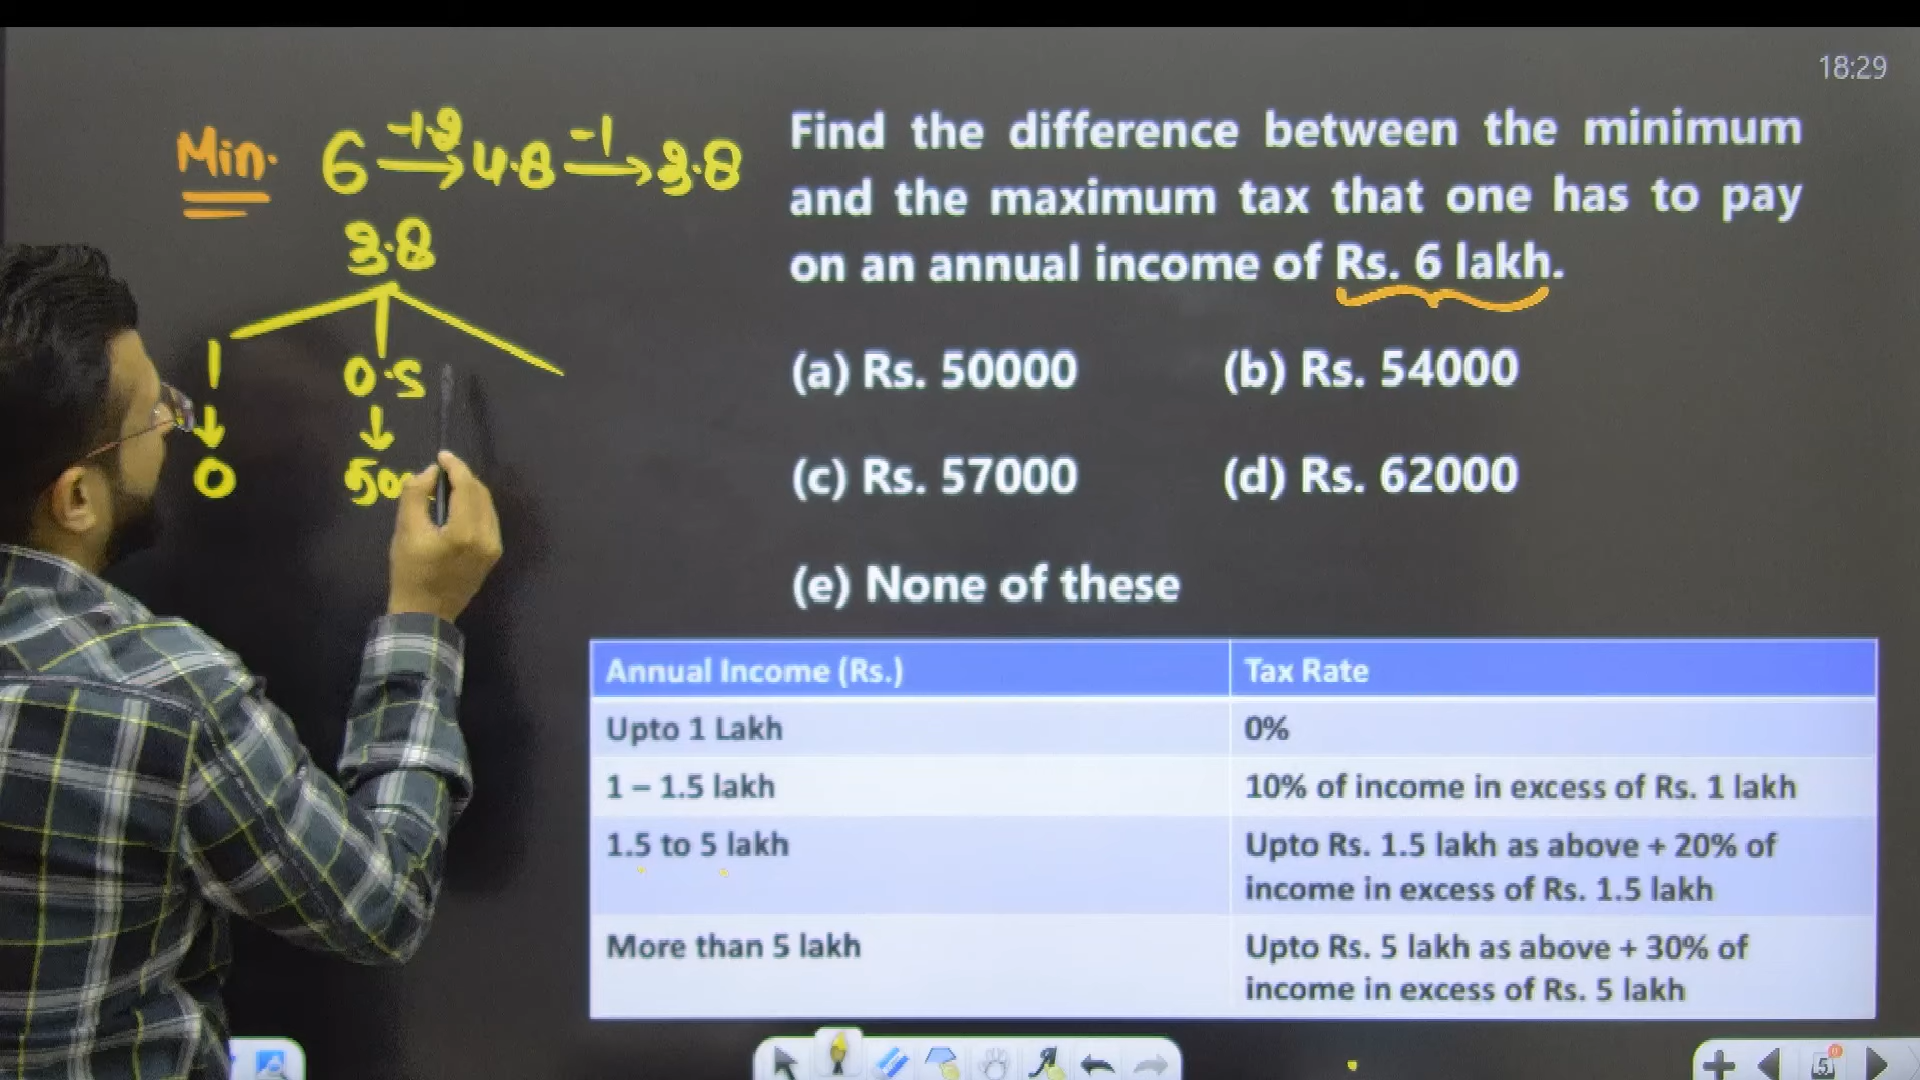 18:29
Min. 6 -1.2 4.8 -1 3.8
3.8
1 0.5
0
Find the difference between the minimum
and the maximum tax that one has to pay
on an annual income of Rs. 6 lakh.
(a) Rs. 50000 (b) Rs. 54000
(c) Rs. 57000 (d) Rs. 62000
(e) None of these
Annual Income (Rs.) Tax Rate
Upto 1 Lakh 0%
1 – 1.5 lakh 10% of income in excess of Rs. 1 lakh
1.5 to 5 lakh Upto Rs. 1.5 lakh as above + 20% of
income in excess of Rs. 1.5 lakh
More than 5 lakh Upto Rs. 5 lakh as above + 30% of
income in excess of Rs. 5 lakh
5